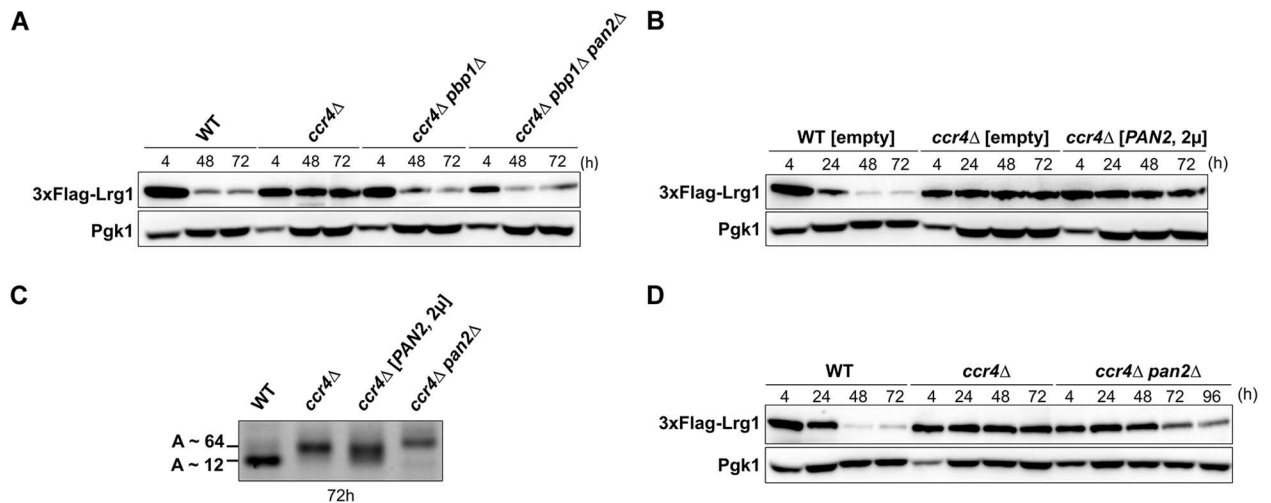 A
WT
ccr4Δ
ccr4Δ pbp1Δ
ccr4Δ pbp1Δ pan2Δ
4 48 72 4 48 72 4 48 72 4 48 72 (h)
3xFlag-Lrg1
Pgk1
B
WT [empty] ccr4Δ [empty] ccr4Δ [PAN2, 2µ]
4 24 48 72 4 24 48 72 4 24 48 72 (h)
3xFlag-Lrg1
Pgk1
C
WT
ccr4Δ
ccr4Δ [PAN2, 2µ]
ccr4Δ pan2Δ
A ~ 64
A ~ 12
72h
D
WT ccr4Δ ccr4Δ pan2Δ
4 24 48 72 4 24 48 72 4 24 48 72 96 (h)
3xFlag-Lrg1
Pgk1